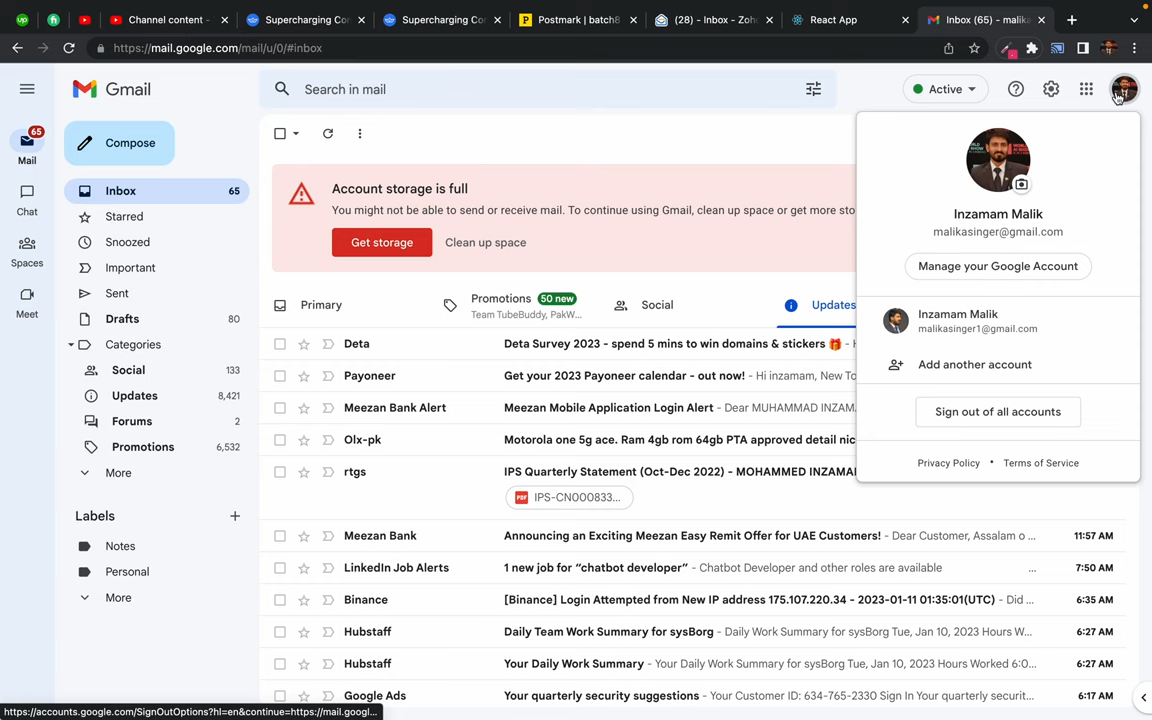 Channel content -
Supercharging Con
Supercharging Con
Postmark | batch8
(28) - Inbox - Zoho
React App
Inbox (65) - malika
https://mail.google.com/mail/u/0/#inbox
Gmail
Search in mail
Active
65
Mail
Chat
Spaces
Meet
Compose
Inbox 65
Starred
Snoozed
Important
Sent
Drafts 80
Categories
Social 133
Updates 8,421
Forums 2
Promotions 6,532
More
Labels
Notes
Personal
More
Account storage is full
You might not be able to send or receive mail. To continue using Gmail, clean up space or get more sto
Get storage Clean up space
Primary
Promotions 50 new
Team TubeBuddy, PakW...
Social
Updates
Deta Deta Survey 2023 - spend 5 mins to win domains & stickers 🎁 - H
Payoneer Get your 2023 Payoneer calendar - out now! - Hi inzamam, New To
Meezan Bank Alert Meezan Mobile Application Login Alert - Dear MUHAMMAD INZAM
Olx-pk Motorola one 5g ace. Ram 4gb rom 64gb PTA approved detail nic
rtgs IPS Quarterly Statement (Oct-Dec 2022) - MOHAMMED INZAMA
PDF IPS-CN000833...
Meezan Bank Announcing an Exciting Meezan Easy Remit Offer for UAE Customers! - Dear Customer, Assalam o ... 11:57 AM
LinkedIn Job Alerts 1 new job for “chatbot developer” - Chatbot Developer and other roles are available ... 7:50 AM
Binance [Binance] Login Attempted from New IP address 175.107.220.34 - 2023-01-11 01:35:01(UTC) - Did ... 6:35 AM
Hubstaff Daily Team Work Summary for sysBorg - Daily Work Summary for sysBorg Tue, Jan 10, 2023 Hours W... 6:27 AM
Hubstaff Your Daily Work Summary - Your Daily Work Summary for sysBorg Tue, Jan 10, 2023 Hours Worked 6:0... 6:27 AM
Google Ads Your quarterly security suggestions - Your Customer ID: 634-765-2330 Sign In Your quarterly securit... 6:17 AM
Inzamam Malik
malikasinger@gmail.com
Manage your Google Account
Inzamam Malik
malikasinger1@gmail.com
Add another account
Sign out of all accounts
Privacy Policy • Terms of Service
https://accounts.google.com/SignOutOptions?hl=en&continue=https://mail.googl...